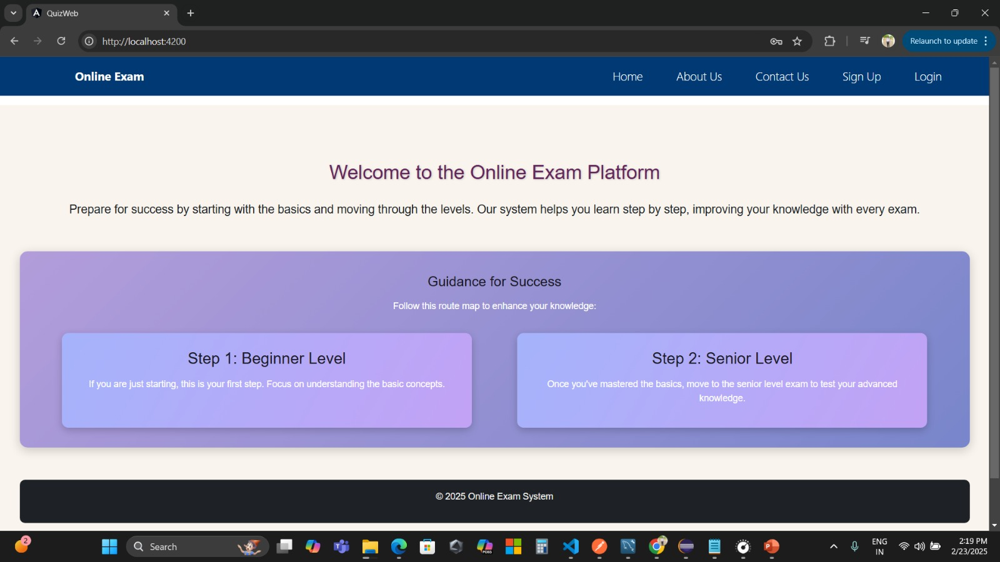 QuizWeb
http://localhost:4200
Relaunch to update
Online Exam
Home
About Us
Contact Us
Sign Up
Login
Welcome to the Online Exam Platform
Prepare for success by starting with the basics and moving through the levels. Our system helps you learn step by step, improving your knowledge with every exam.
Guidance for Success
Follow this route map to enhance your knowledge:
Step 1: Beginner Level
If you are just starting, this is your first step. Focus on understanding the basic concepts.
Step 2: Senior Level
Once you've mastered the basics, move to the senior level exam to test your advanced
knowledge.
© 2025 Online Exam System
2
Search
M365
ENG
IN
2:19 PM
2/23/2025